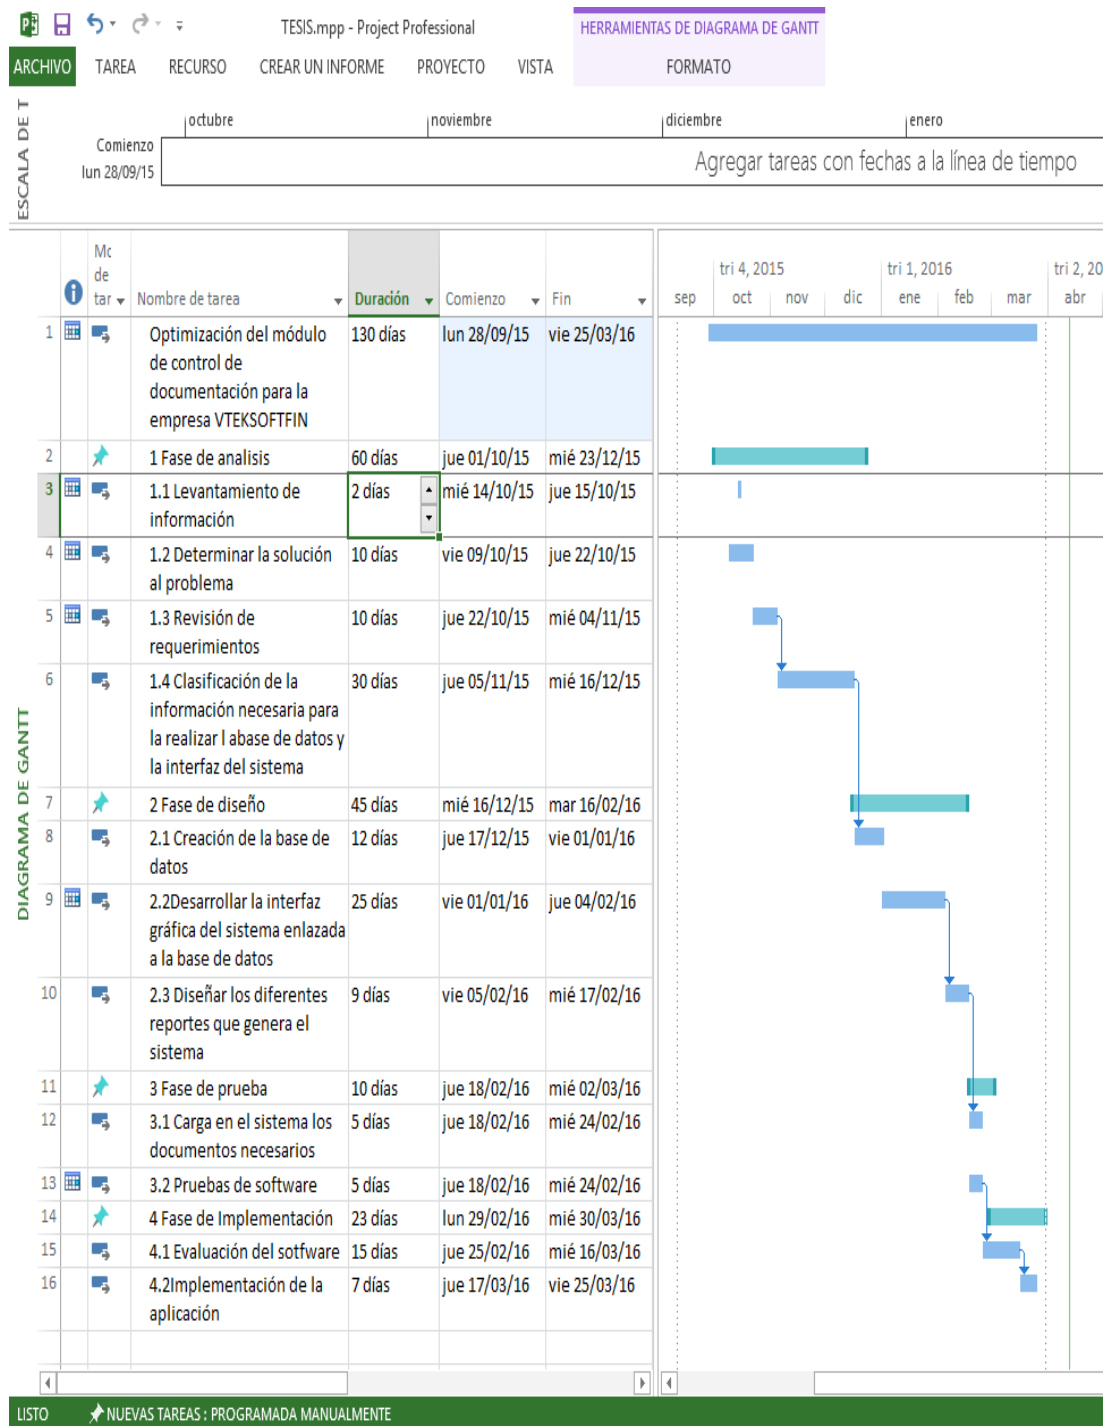 TESIS.mpp - Project Professional
HERRAMIENTAS DE DIAGRAMA DE GANTT
ARCHIVO TAREA RECURSO CREAR UN INFORME PROYECTO VISTA FORMATO
ESCALA DE T
octubre noviembre diciembre enero
Comienzo
lun 28/09/15
Agregar tareas con fechas a la línea de tiempo
DIAGRAMA DE GANTT
Mc
de
tar Nombre de tarea Duración Comienzo Fin
tri 4, 2015 tri 1, 2016 tri 2, 20
sep oct nov dic ene feb mar abr
1 Optimización del módulo 130 días lun 28/09/15 vie 25/03/16
de control de
documentación para la
empresa VTEKSOFTFIN
2 1 Fase de analisis 60 días jue 01/10/15 mié 23/12/15
3 1.1 Levantamiento de 2 días mié 14/10/15 jue 15/10/15
información
4 1.2 Determinar la solución 10 días vie 09/10/15 jue 22/10/15
al problema
5 1.3 Revisión de 10 días jue 22/10/15 mié 04/11/15
requerimientos
6 1.4 Clasificación de la 30 días jue 05/11/15 mié 16/12/15
información necesaria para
la realizar l abase de datos y
la interfaz del sistema
7 2 Fase de diseño 45 días mié 16/12/15 mar 16/02/16
8 2.1 Creación de la base de 12 días jue 17/12/15 vie 01/01/16
datos
9 2.2Desarrollar la interfaz 25 días vie 01/01/16 jue 04/02/16
gráfica del sistema enlazada
a la base de datos
10 2.3 Diseñar los diferentes 9 días vie 05/02/16 mié 17/02/16
reportes que genera el
sistema
11 3 Fase de prueba 10 días jue 18/02/16 mié 02/03/16
12 3.1 Carga en el sistema los 5 días jue 18/02/16 mié 24/02/16
documentos necesarios
13 3.2 Pruebas de software 5 días jue 18/02/16 mié 24/02/16
14 4 Fase de Implementación 23 días lun 29/02/16 mié 30/03/16
15 4.1 Evaluación del sotfware 15 días jue 25/02/16 mié 16/03/16
16 4.2Implementación de la 7 días jue 17/03/16 vie 25/03/16
aplicación
LISTO NUEVAS TAREAS : PROGRAMADA MANUALMENTE